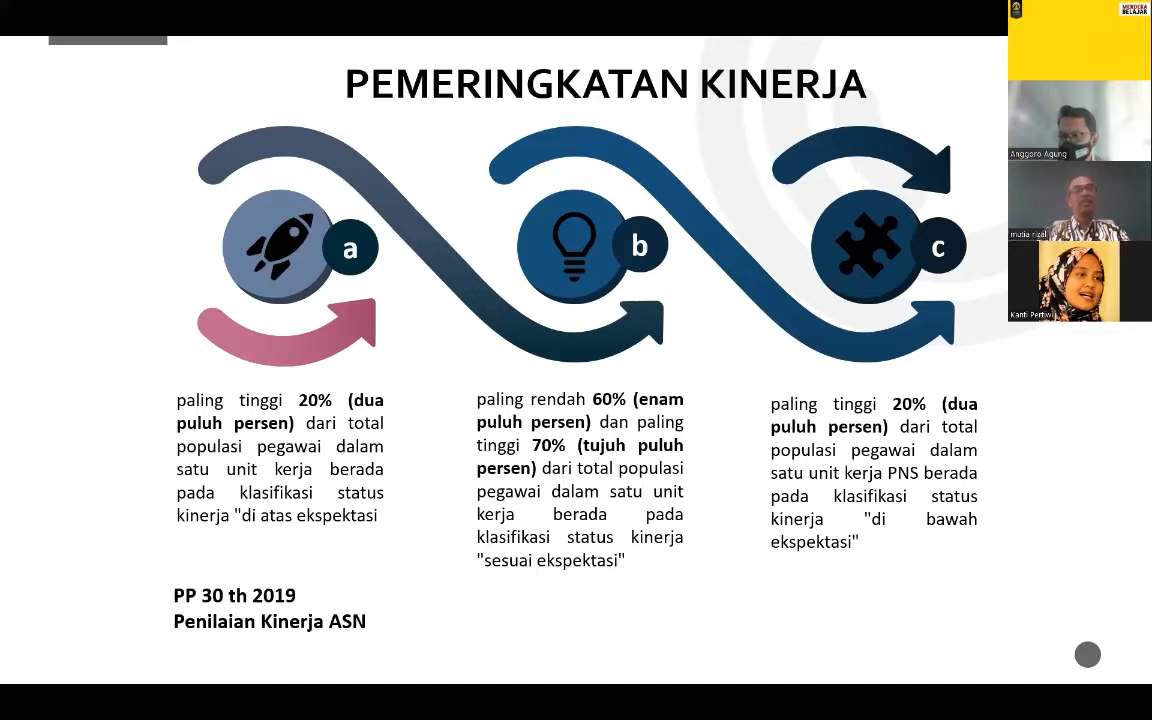 PEMERINGKATAN KINERJA
a
b
c
paling tinggi 20% (dua
puluh persen) dari total
populasi pegawai dalam
satu unit kerja berada
pada klasifikasi status
kinerja "di atas ekspektasi
paling rendah 60% (enam
puluh persen) dan paling
tinggi 70% (tujuh puluh
persen) dari total populasi
pegawai dalam satu unit
kerja berada pada
klasifikasi status kinerja
"sesuai ekspektasi"
paling tinggi 20% (dua
puluh persen) dari total
populasi pegawai dalam
satu unit kerja PNS berada
pada klasifikasi status
kinerja "di bawah
ekspektasi"
PP 30 th 2019
Penilaian Kinerja ASN
MERDEKA
BELAJAR
Anggoro Agung
mutia rizal
Kanti Pertiwi